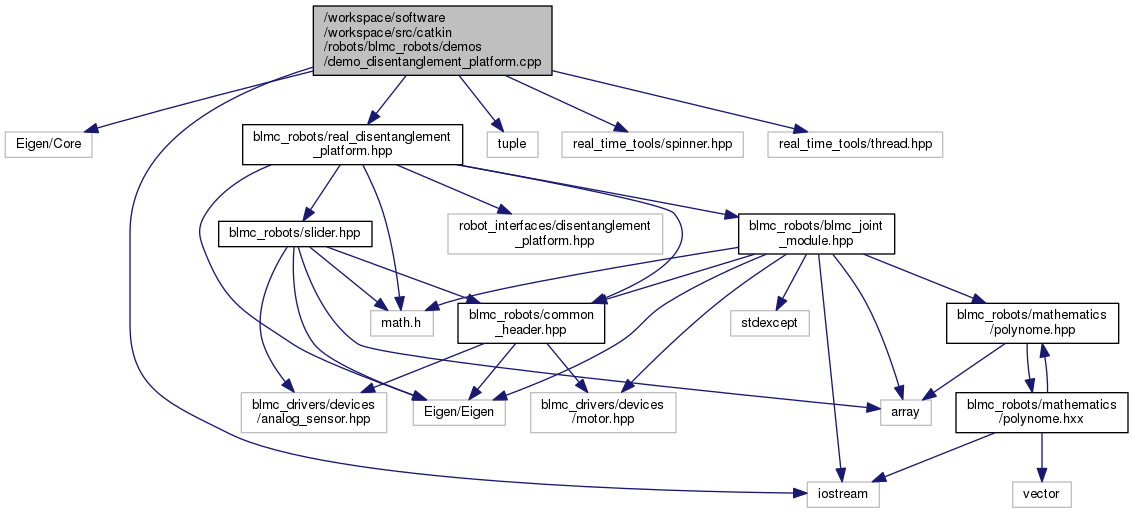 /workspace/software
/workspace/src/catkin
/robots/blmc_robots/demos
/demo_disentanglement_platform.cpp
Eigen/Core
blmc_robots/real_disentanglement
_platform.hpp
tuple
real_time_tools/spinner.hpp
real_time_tools/thread.hpp
blmc_robots/slider.hpp
robot_interfaces/disentanglement
_platform.hpp
blmc_robots/blmc_joint
_module.hpp
math.h
blmc_robots/common
_header.hpp
stdexcept
blmc_robots/mathematics
/polynome.hpp
blmc_drivers/devices
/analog_sensor.hpp
Eigen/Eigen
blmc_drivers/devices
/motor.hpp
array
blmc_robots/mathematics
/polynome.hxx
iostream
vector